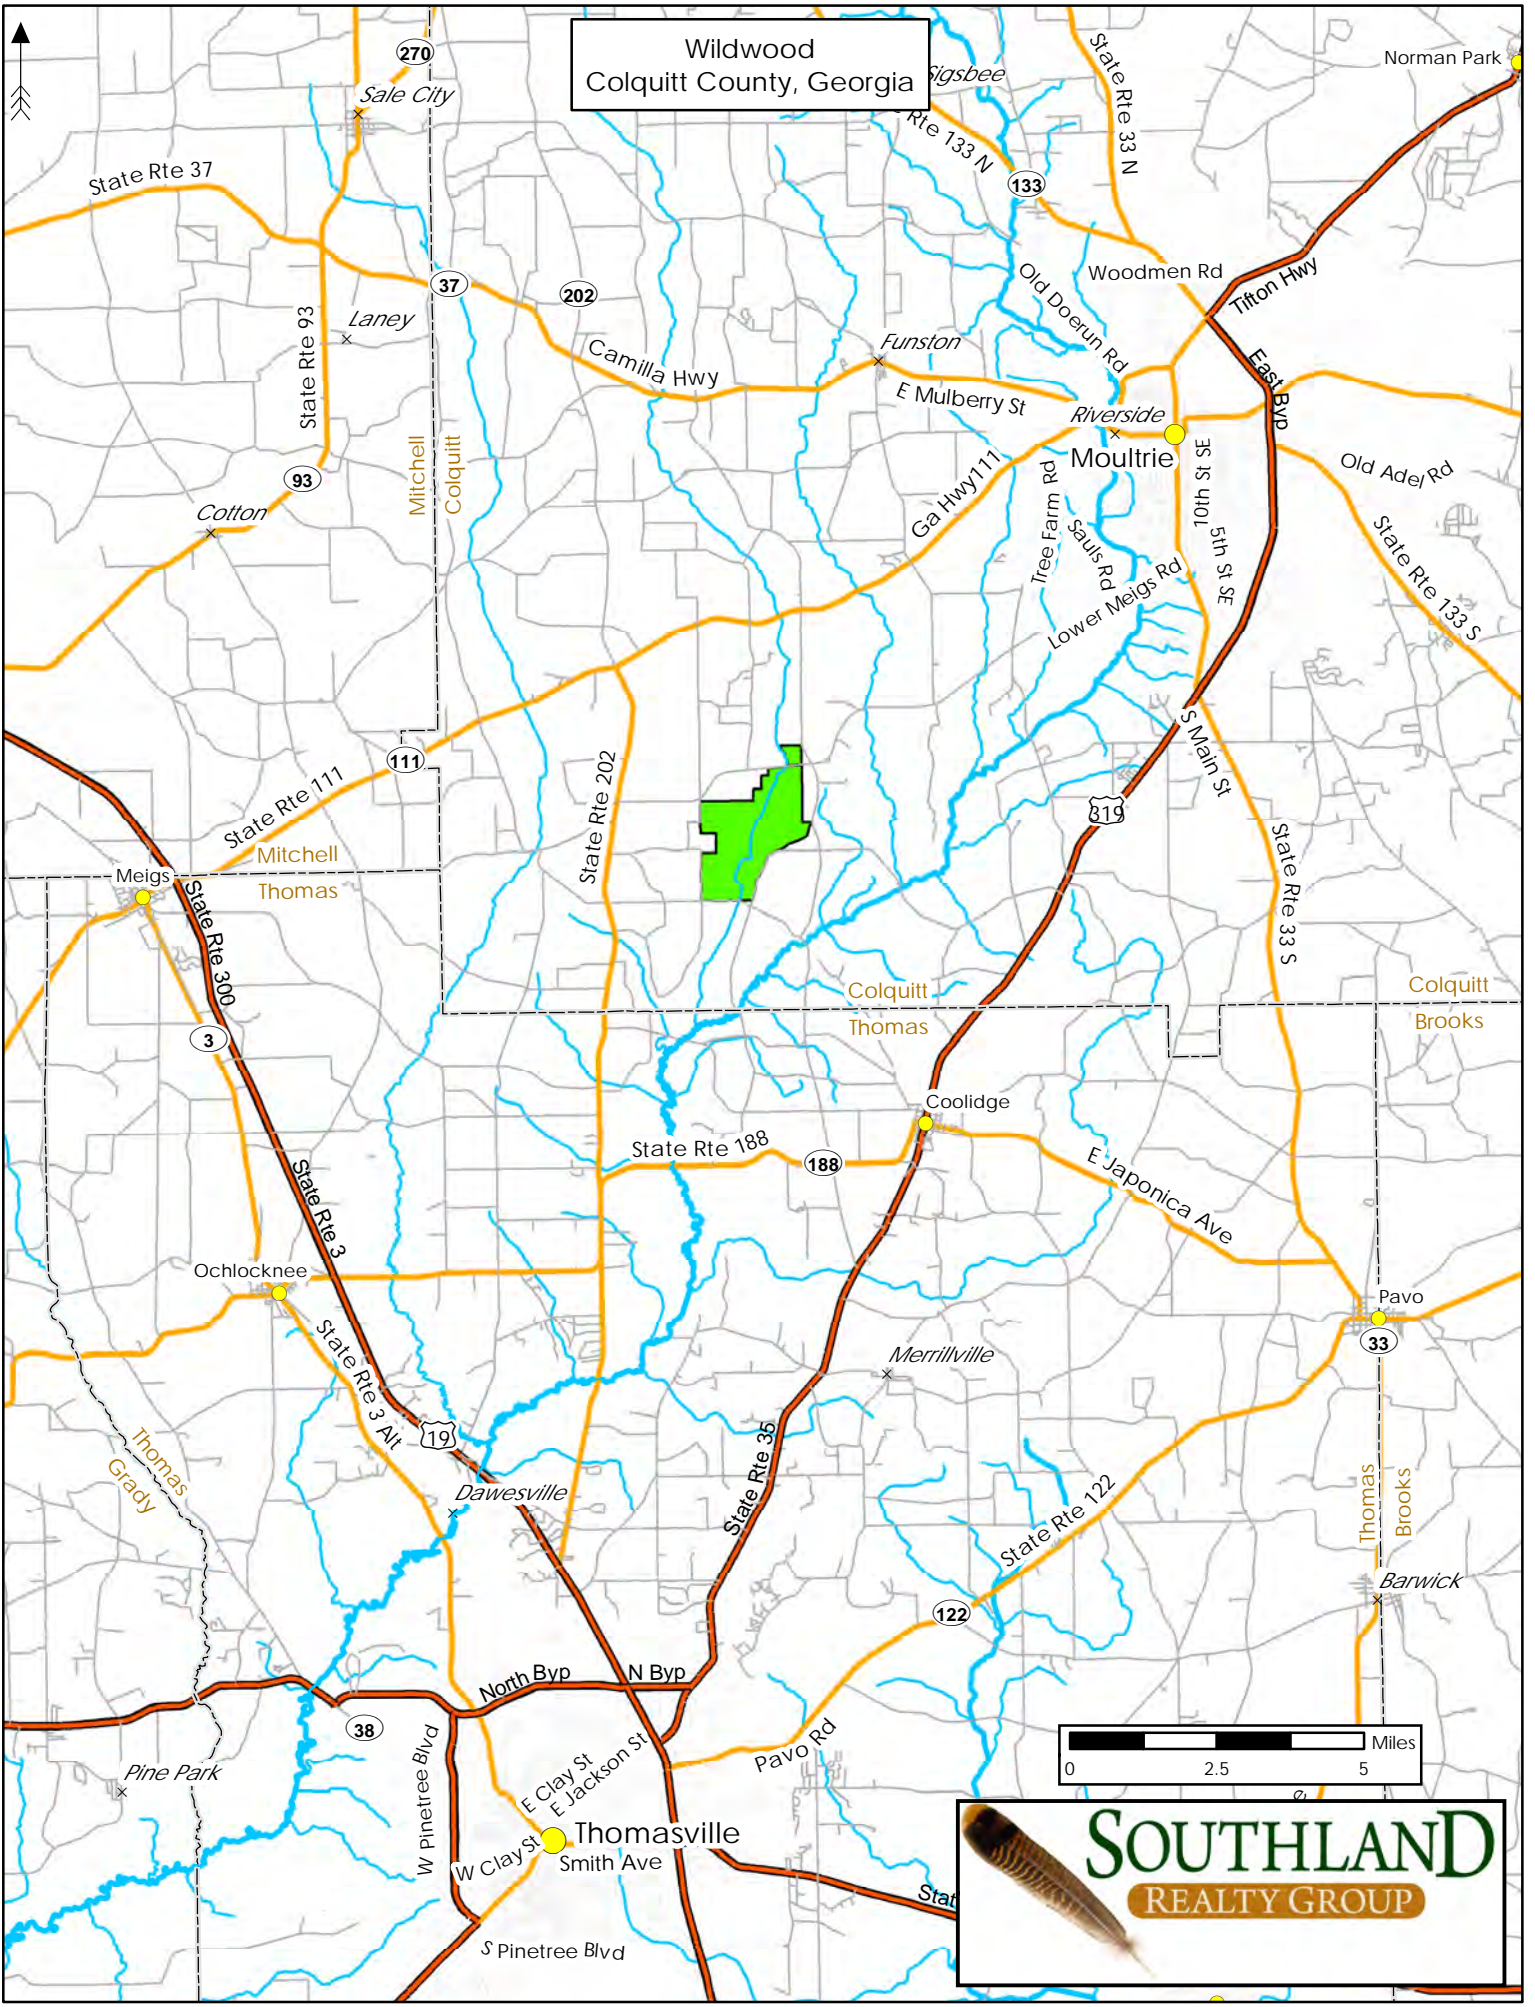 Wildwood
Colquitt County, Georgia
270
Sale City
Sigsbee
State Rte 33 N
Norman Park
Rte 133 N
State Rte 37
133
37
202
Woodmen Rd
Tifton Hwy
Old Doerun Rd
State Rte 93
Laney
Funston
Camilla Hwy
East Byp
E Mulberry St
Riverside
Moultrie
Mitchell
Colquitt
93
Cotton
Ga Hwy111
Tree Farm Rd
Sauls Rd
10th St SE
5th St SE
Old Adel Rd
State Rte 133 S
Lower Meigs Rd
S Main St
111
State Rte 111
State Rte 202
319
Mitchell
Thomas
Meigs
State Rte 300
State Rte 33 S
Colquitt
Thomas
Colquitt
Brooks
3
Coolidge
State Rte 188
188
E Japonica Ave
State Rte 3
Ochlocknee
Pavo
33
State Rte 3 Alt
Merrillville
19
Thomas
Grady
Dawesville
State Rte 35
State Rte 122
Thomas
Brooks
Barwick
122
North Byp
N Byp
38
W Pinetree Blvd
Pavo Rd
Pine Park
E Clay St
E Jackson St
Thomasville
W Clay St
Smith Ave
S Pinetree Blvd
Stat
Miles
0 2.5 5
e
SOUTHLAND
REALTY GROUP